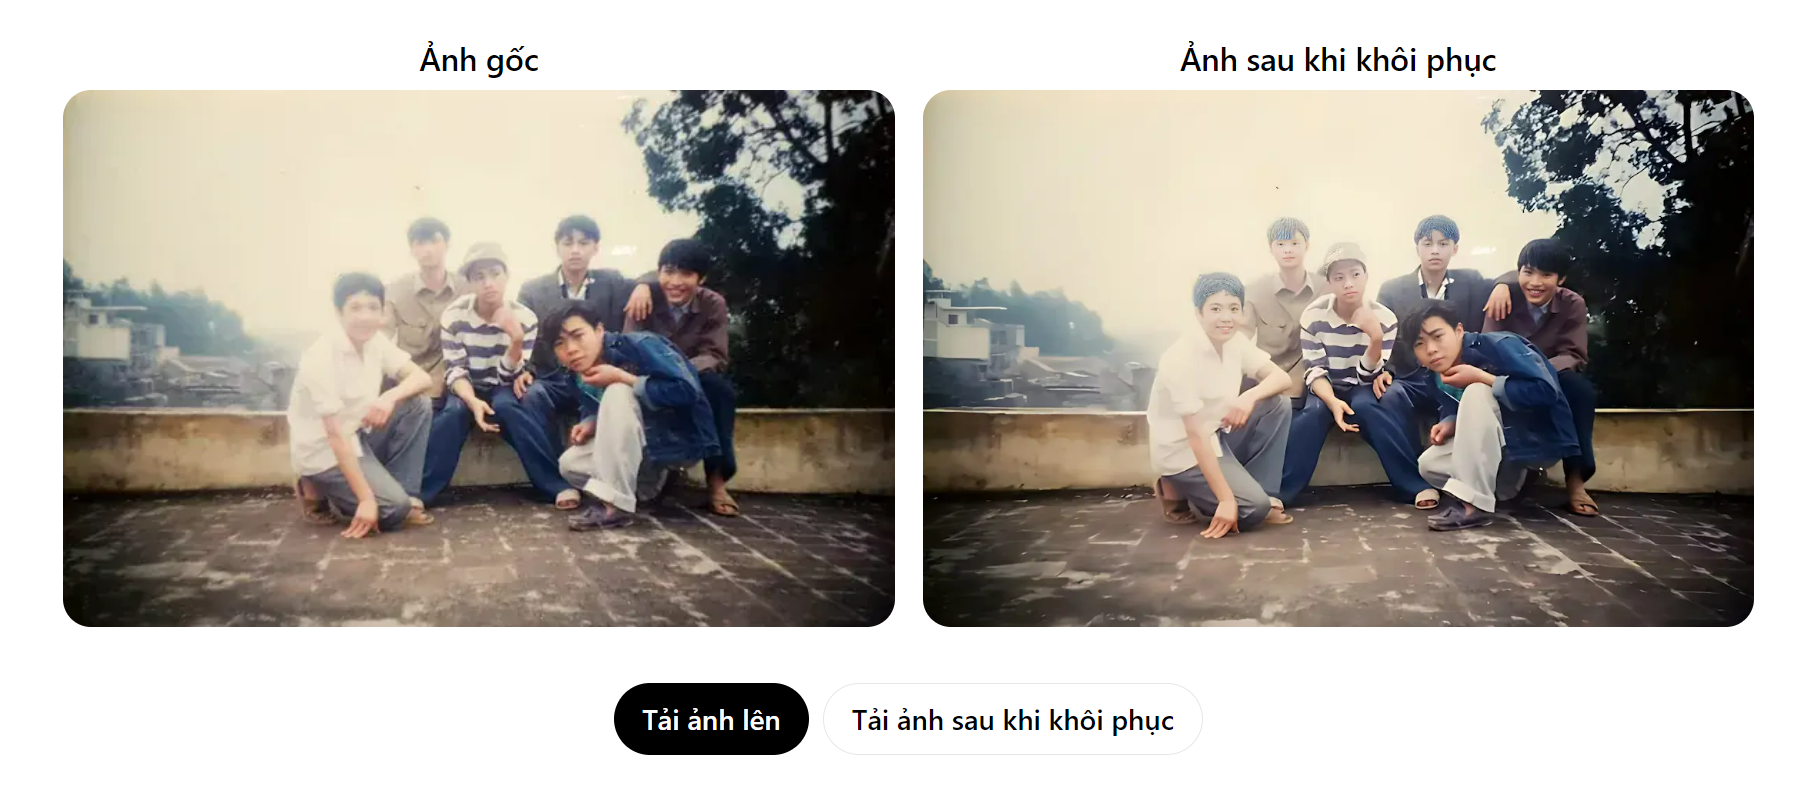 Ảnh gốc
Ảnh sau khi khôi phục
Tải ảnh lên
Tải ảnh sau khi khôi phục